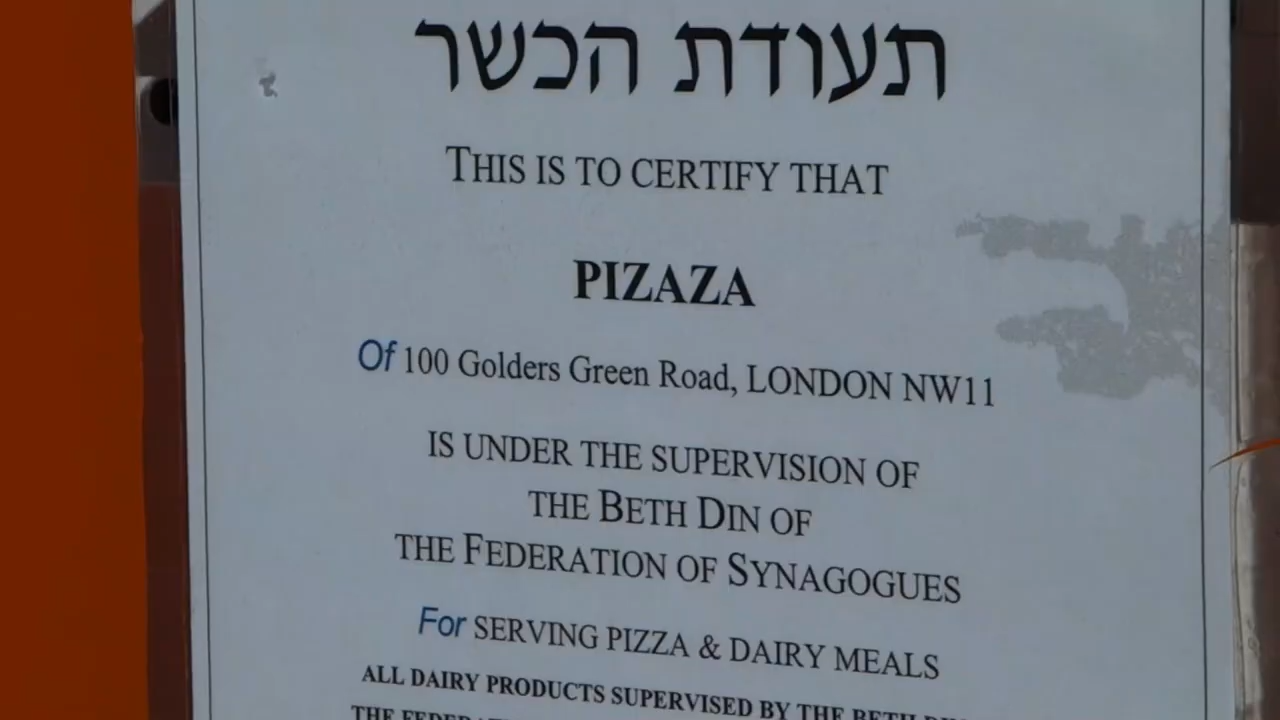 תעודת הכשר
THIS IS TO CERTIFY THAT
PIZAZA
Of 100 Golders Green Road, LONDON NW11
IS UNDER THE SUPERVISION OF
THE BETH DIN OF
THE FEDERATION OF SYNAGOGUES
For SERVING PIZZA & DAIRY MEALS
ALL DAIRY PRODUCTS SUPERVISED BY THE BETH
THE